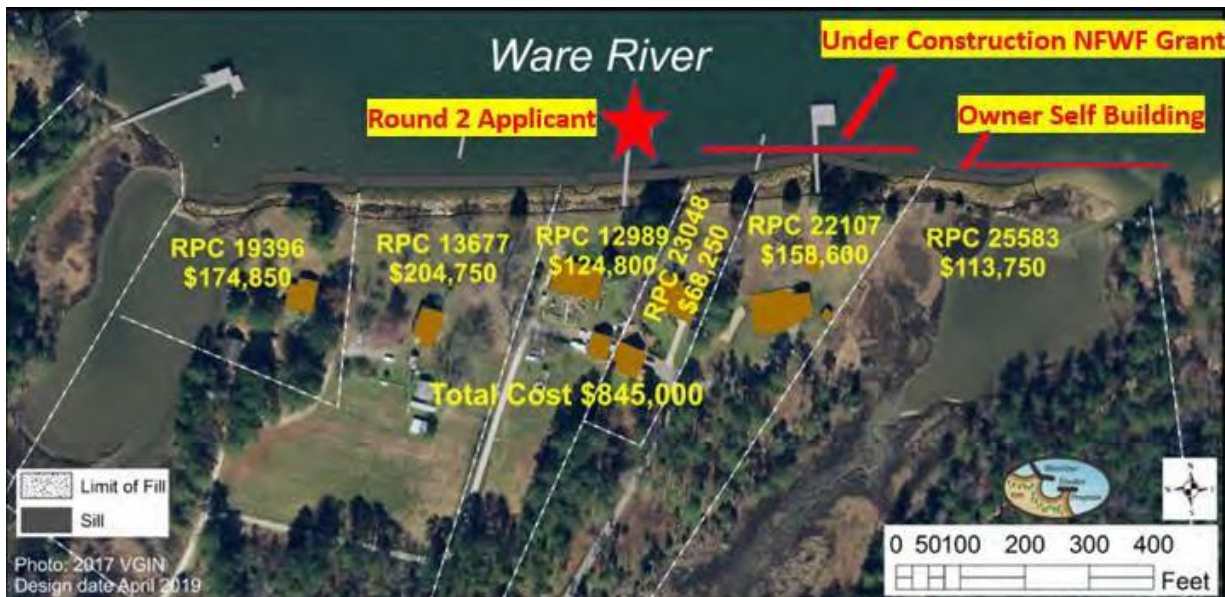 Ware River
Under Construction NFWF Grant
Round 2 Applicant
Owner Self Building
RPC 19396
$174,850
RPC 13677
$204,750
RPC 12989
$124,800
RPC 23048
$68,250
RPC 22107
$158,600
RPC 25583
$113,750
Total Cost $845,000
Limit of Fill
Sill
Photo: 2017 VGIN
Design date April 2019
0 50 100 200 300 400
Feet